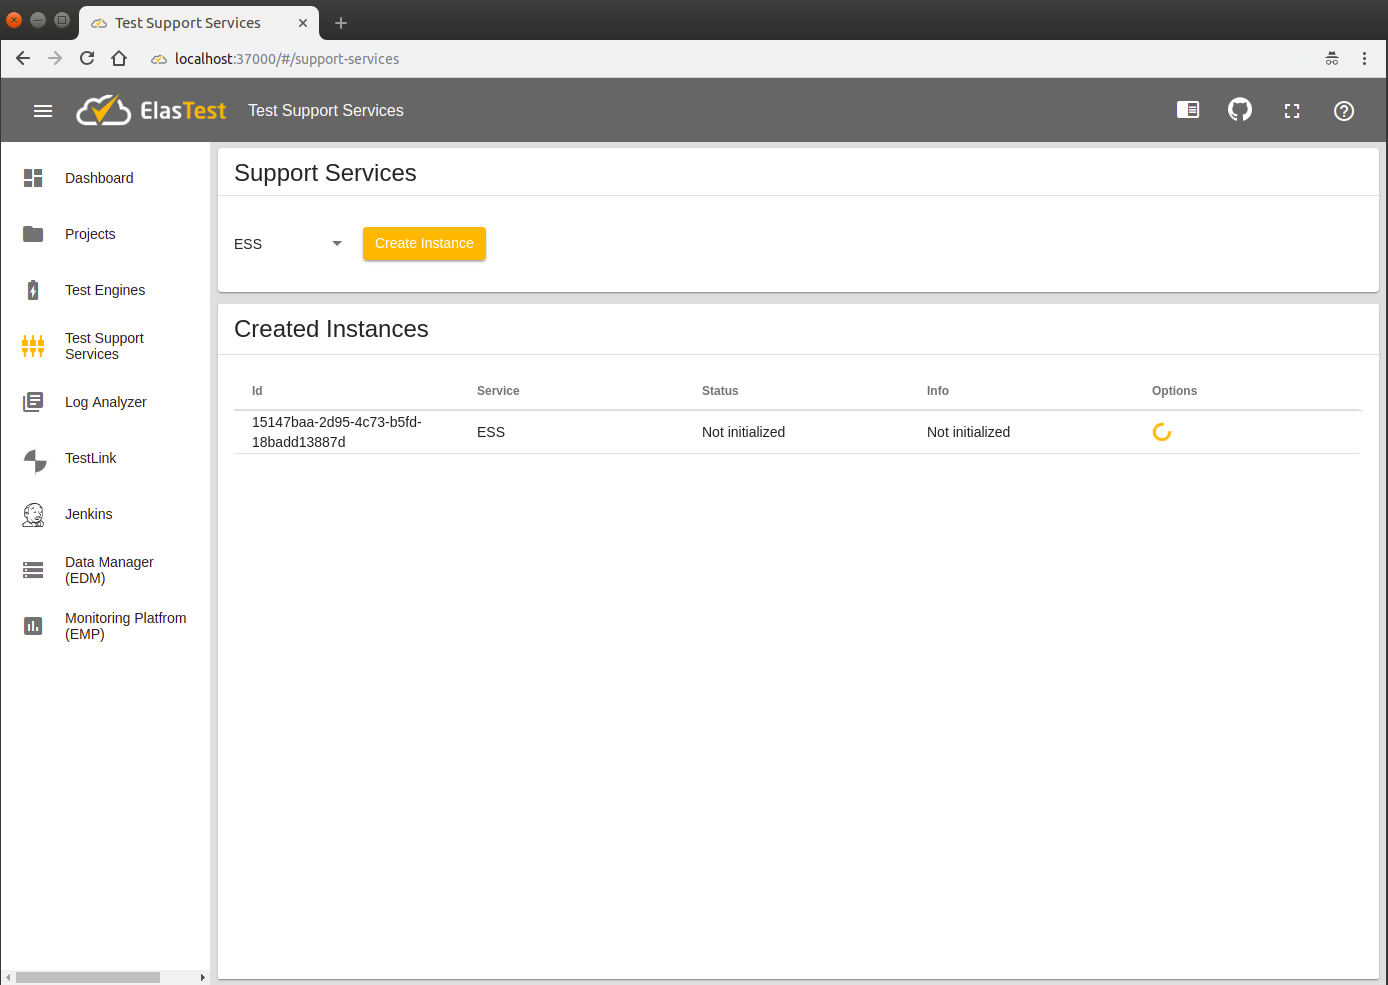 Test Support Services
localhost:37000/#/support-services
ElasTest Test Support Services
Dashboard
Projects
Test Engines
Test Support
Services
Log Analyzer
TestLink
Jenkins
Data Manager
(EDM)
Monitoring Platfrom
(EMP)
Support Services
ESS Create Instance
Created Instances
Id Service Status Info Options
15147baa-2d95-4c73-b5fd-
18badd13887d ESS Not initialized Not initialized